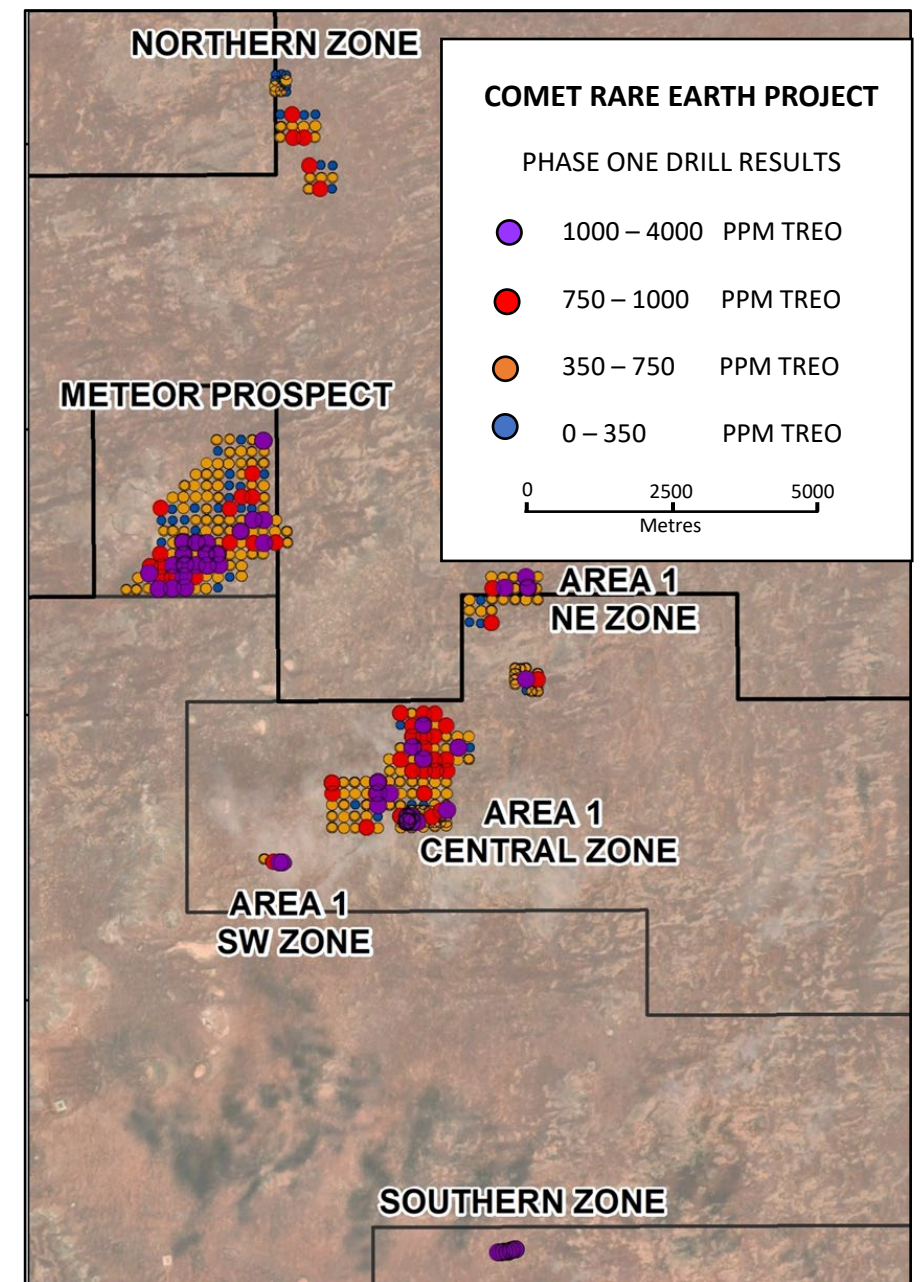 NORTHERN ZONE
COMET RARE EARTH PROJECT
PHASE ONE DRILL RESULTS
1000 – 4000 PPM TREO
750 – 1000 PPM TREO
350 – 750 PPM TREO
0 – 350 PPM TREO
0 2500 5000
Metres
METEOR PROSPECT
AREA 1
NE ZONE
AREA 1
CENTRAL ZONE
AREA 1
SW ZONE
SOUTHERN ZONE